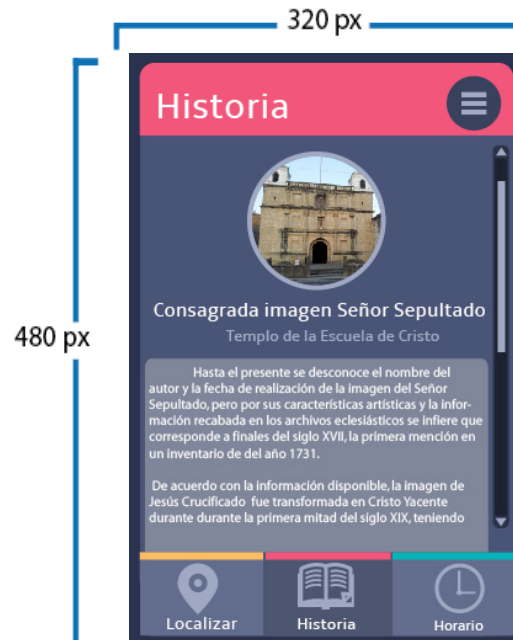 320 px
Historia
480 px
Consagrada imagen Señor Sepultado
Templo de la Escuela de Cristo
Hasta el presente se desconoce el nombre del
autor y la fecha de realización de la imagen del Señor
Sepultado, pero por sus características artísticas y la infor-
mación recabada en los archivos eclesiásticos se infiere que
corresponde a finales del siglo XVII, la primera mención en
un inventario de del año 1731.
De acuerdo con la información disponible, la imagen de
Jesús Crucificado fue transformada en Cristo Yacente
durante durante la primera mitad del siglo XIX, teniendo
Localizar
Historia
Horario